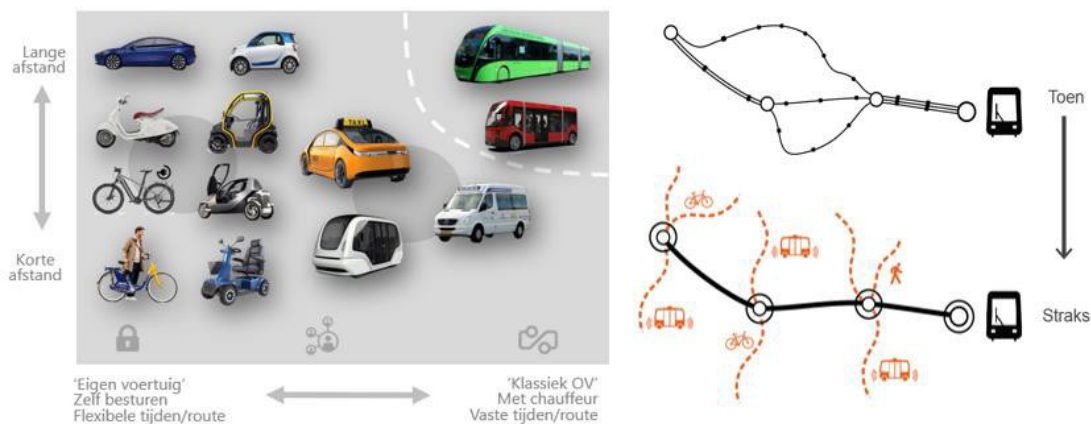 Lange
afstand
Korte
afstand
TAXI
'Eigen voertuig'
Zelf besturen
Flexibele tijden/route
'Klassiek OV'
Met chauffeur
Vaste tijden/route
Toen
Straks